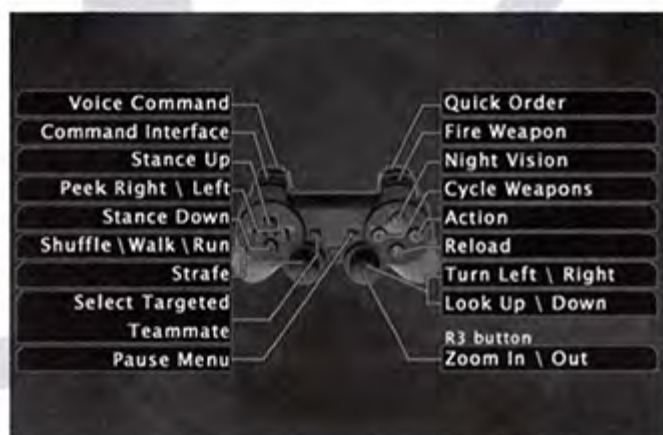 Voice Command
Command Interface
Stance Up
Peek Right \ Left
Stance Down
Shuffle \ Walk \ Run
Strafe
Select Targeted
Teammate
Pause Menu
Quick Order
Fire Weapon
Night Vision
Cycle Weapons
Action
Reload
Turn Left \ Right
Look Up \ Down
R3 button
Zoom In \ Out